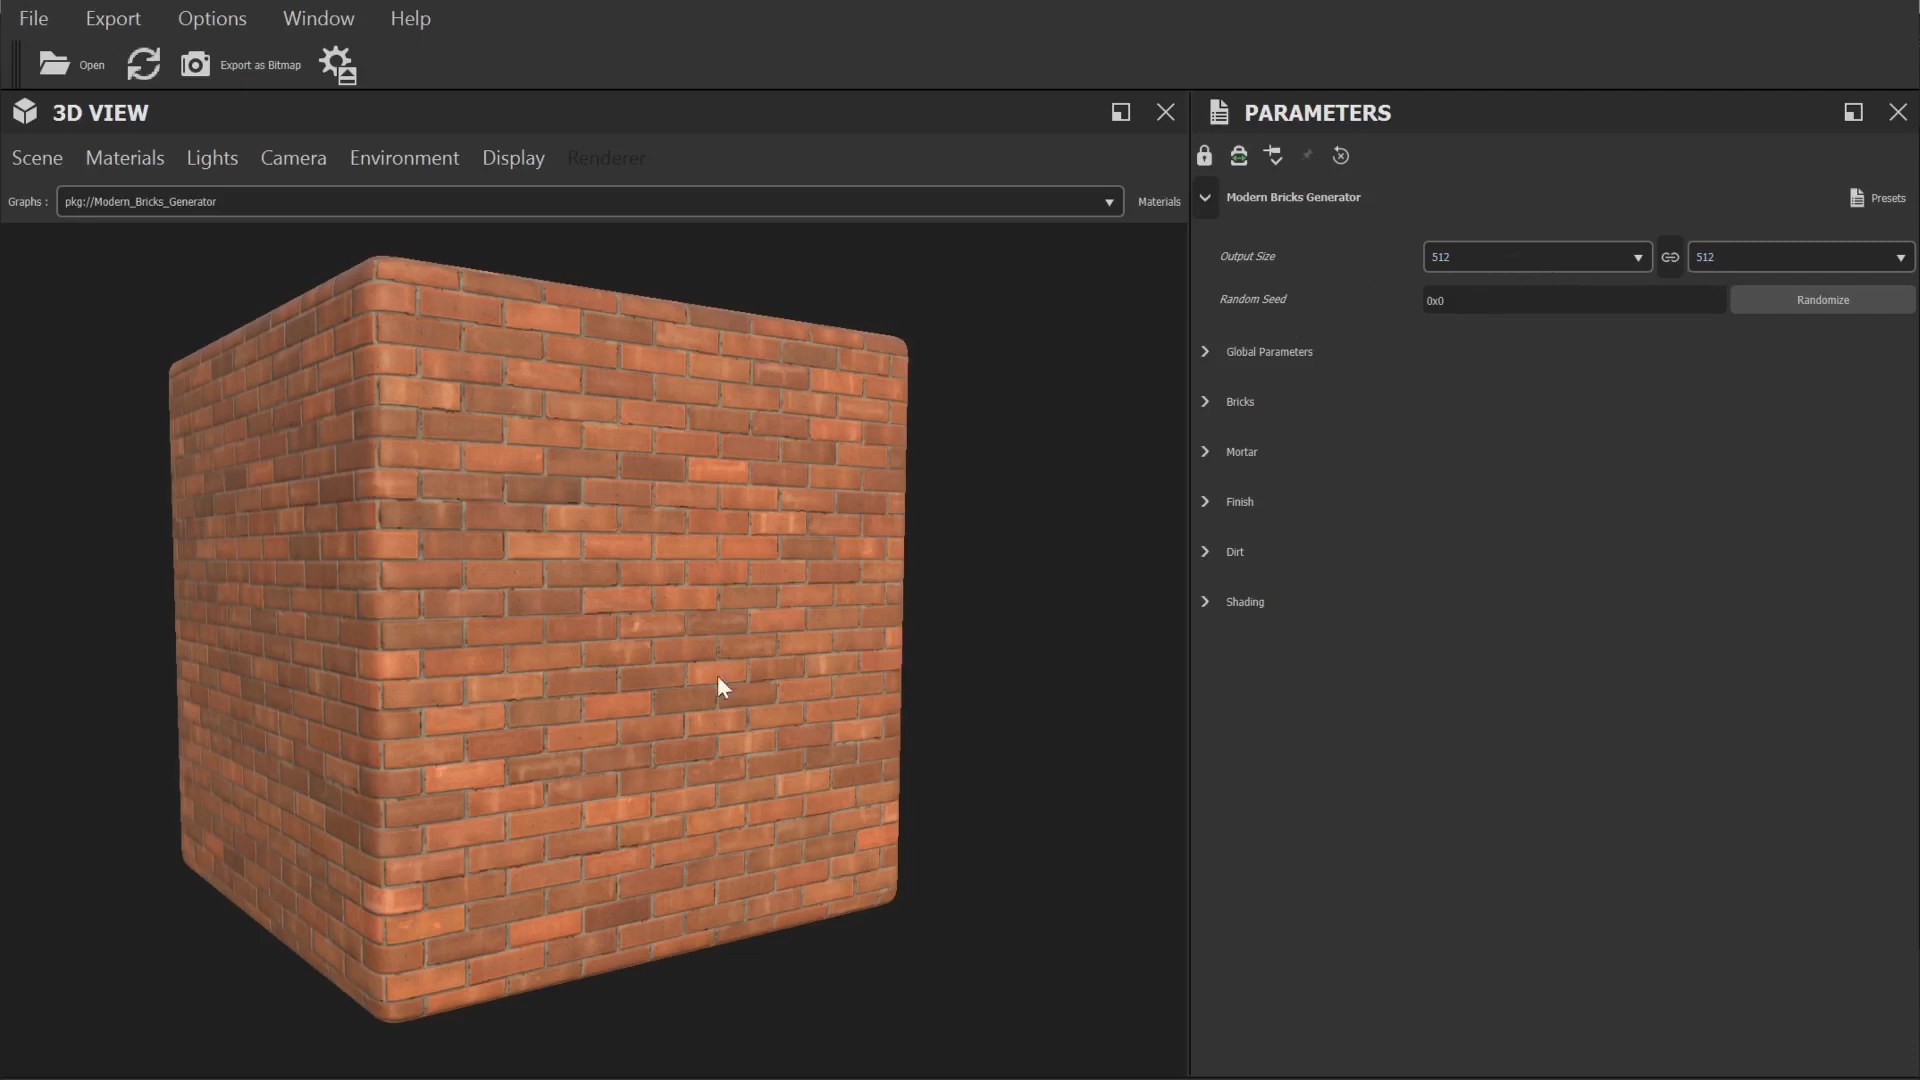 File Export Options Window Help
Open Export as Bitmap
3D VIEW
Scene Materials Lights Camera Environment Display Renderer
Graphs : pkg://Modern_Bricks_Generator Materials
PARAMETERS
Modern Bricks Generator Presets
Output Size 512 512
Random Seed 0x0 Randomize
Global Parameters
Bricks
Mortar
Finish
Dirt
Shading